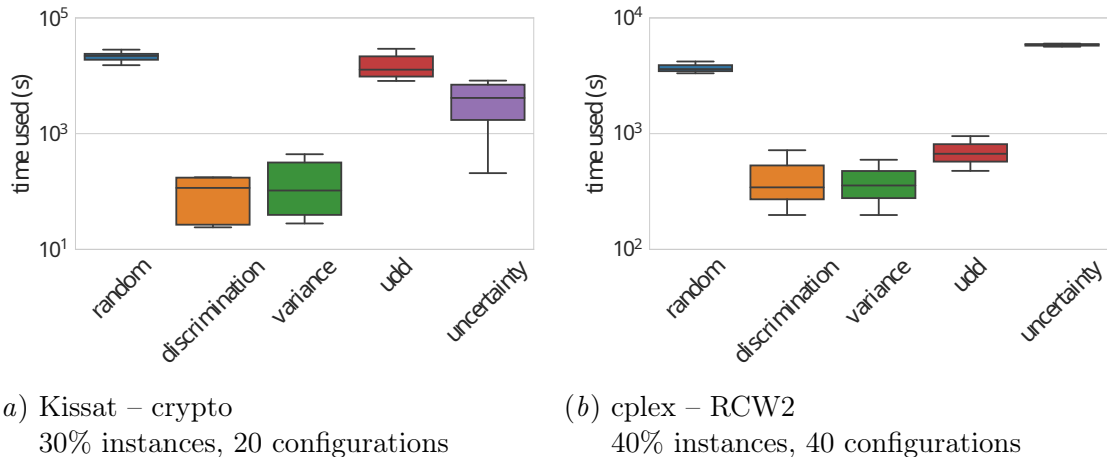 10^5
10^3
10^1
time used (s)
random
discrimination
variance
udd
uncertainty
10^4
10^3
10^2
time used (s)
random
discrimination
variance
udd
uncertainty
a) Kissat – crypto
30% instances, 20 configurations
(b) cplex – RCW2
40% instances, 40 configurations